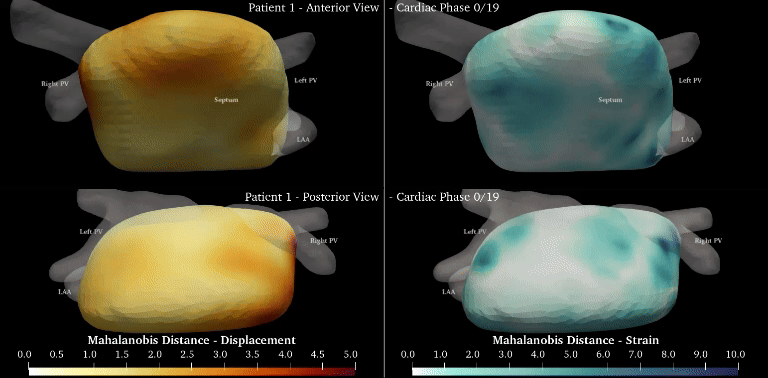 Patient 1 - Anterior View - Cardiac Phase 0/19
Right PV
Left PV
Septum
LAA
Right PV
Left PV
Septum
LAA
Patient 1 - Posterior View - Cardiac Phase 0/19
Left PV
Right PV
LAA
Left PV
Right PV
LAA
Mahalanobis Distance - Displacement
0.0 0.5 1.0 1.5 2.0 2.5 3.0 3.5 4.0 4.5 5.0
Mahalanobis Distance - Strain
0.0 1.0 2.0 3.0 4.0 5.0 6.0 7.0 8.0 9.0 10.0